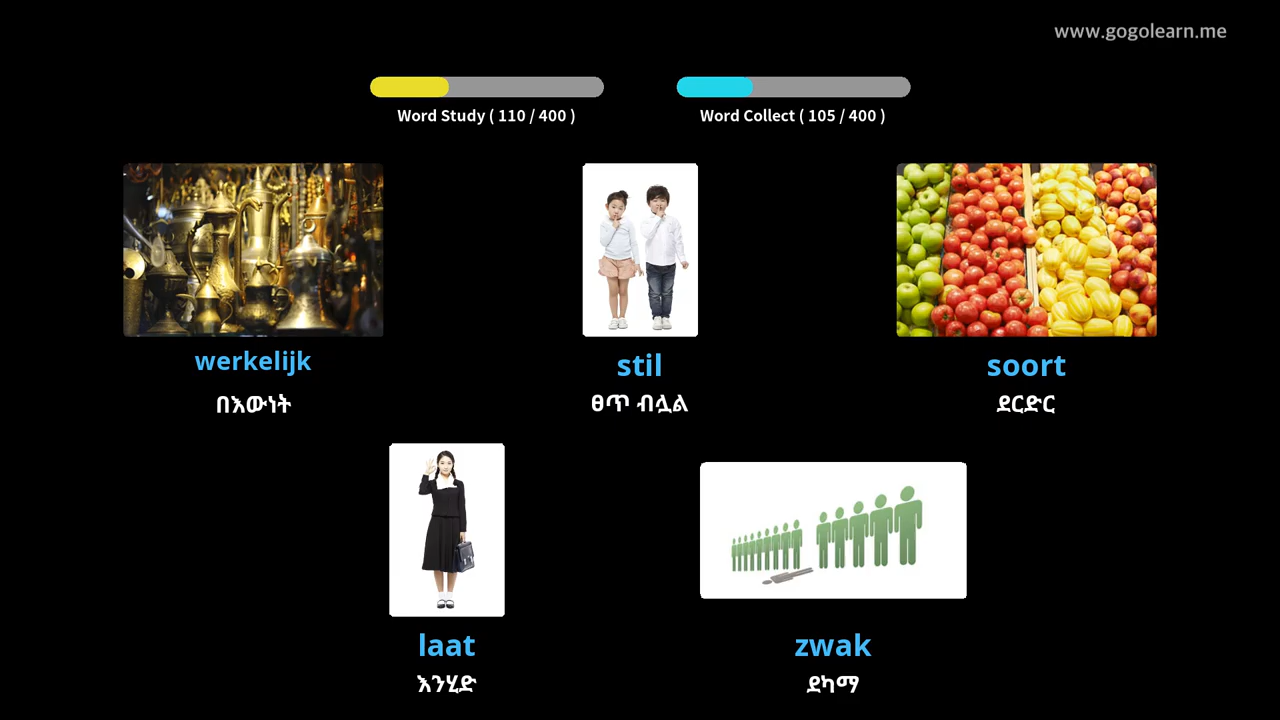 www.gogolearn.me
Word Study ( 110 / 400 )
Word Collect ( 105 / 400 )
werkelijk
stil
soort
በእውነት
ፀጥ ብሏል
ደርድር
laat
zwak
እንሂድ
ደካማ